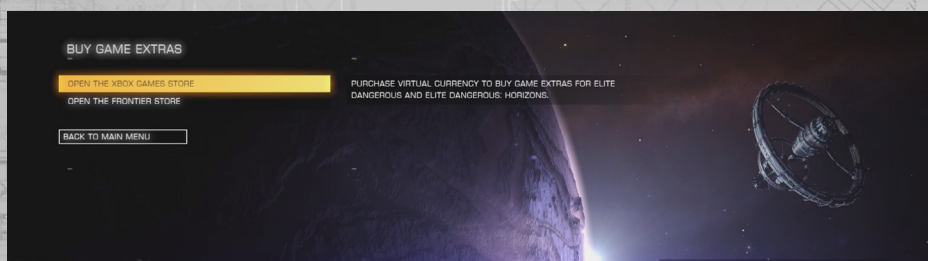 BUY GAME EXTRAS
OPEN THE XBOX GAMES STORE
PURCHASE VIRTUAL CURRENCY TO BUY GAME EXTRAS FOR ELITE
DANGEROUS AND ELITE DANGEROUS: HORIZONS.
OPEN THE FRONTIER STORE
BACK TO MAIN MENU